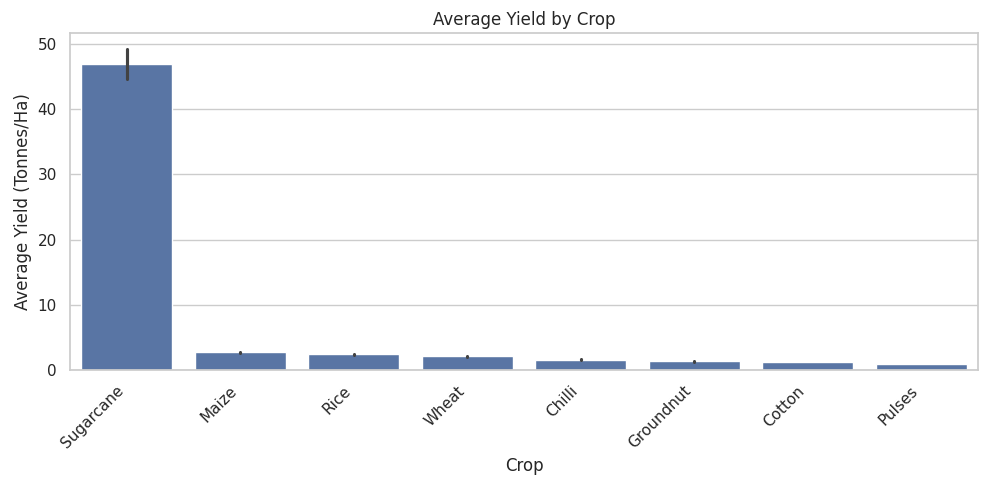 Average Yield by Crop
Average Yield (Tonnes/Ha)
50
40
30
20
10
0
Sugarcane
Maize
Rice
Wheat
Chilli
Groundnut
Cotton
Pulses
Crop